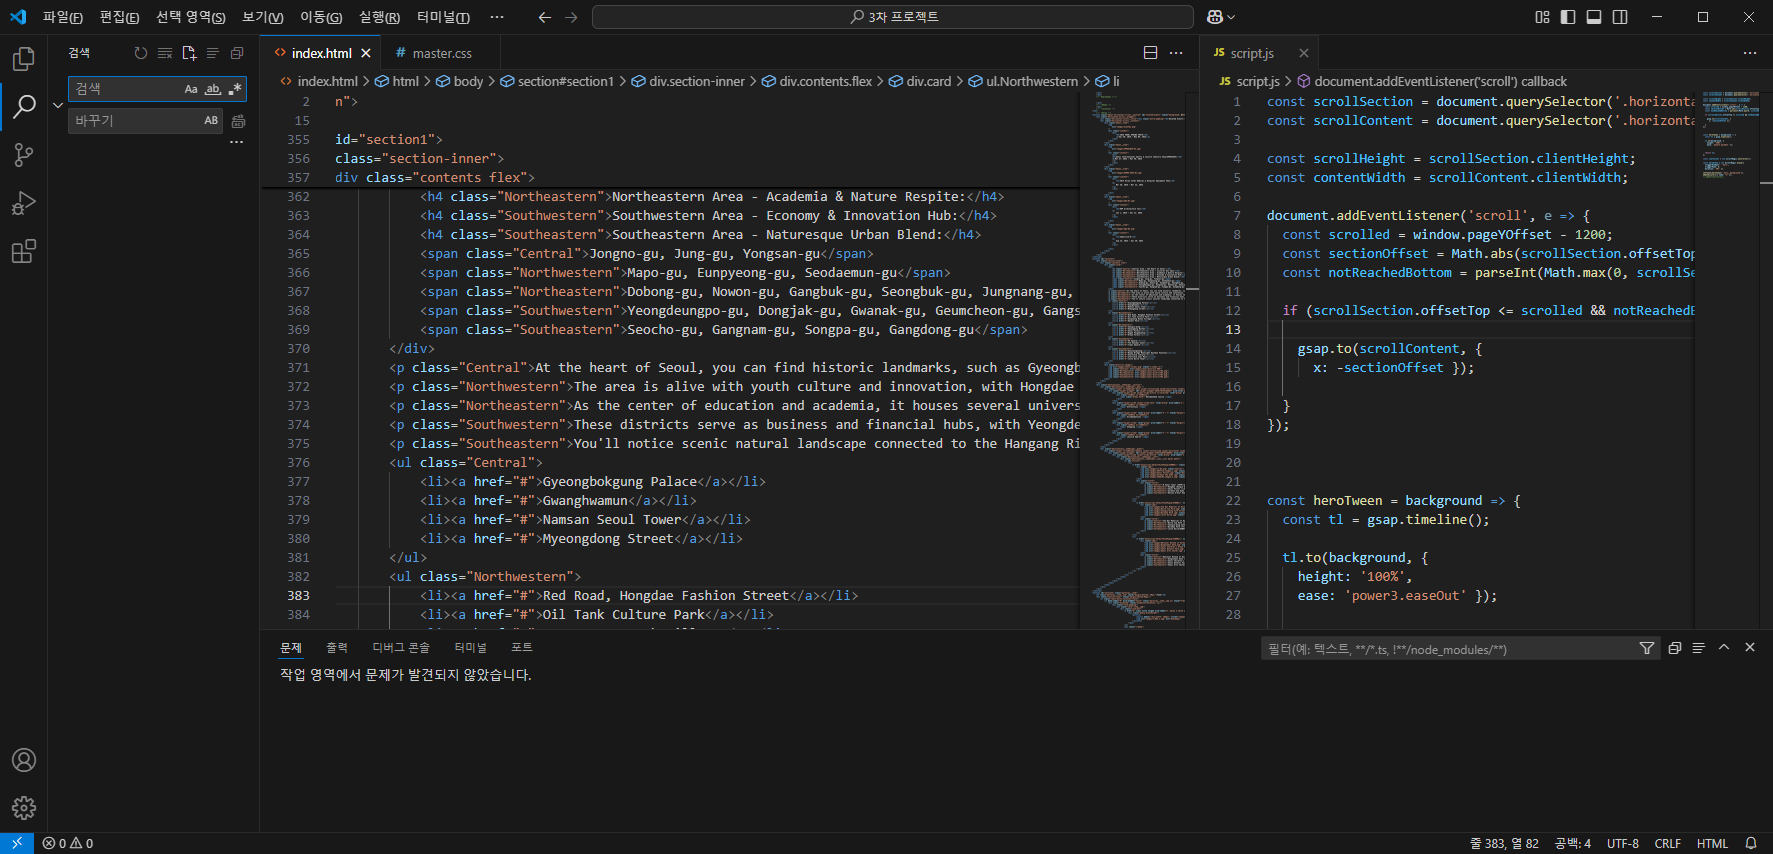 파일(F) 편집(E) 선택 영역(S) 보기(V) 이동(G) 실행(R) 터미널(T) ··· 3차 프로젝트
검색
검색 Aa ab .*
바꾸기 AB
···
index.html
# master.css
index.html > html > body > section#section1 > div.section-inner > div.contents.flex > div.card > ul.Northwestern > li
2 n">
15
355 id="section1">
356 class="section-inner">
357 div class="contents flex">
362 <h4 class="Northeastern">Northeastern Area - Academia & Nature Respite:</h4>
363 <h4 class="Southwestern">Southwestern Area - Economy & Innovation Hub:</h4>
364 <h4 class="Southeastern">Southeastern Area - Naturesque Urban Blend:</h4>
365 <span class="Central">Jongno-gu, Jung-gu, Yongsan-gu</span>
366 <span class="Northwestern">Mapo-gu, Eunpyeong-gu, Seodaemun-gu</span>
367 <span class="Northeastern">Dobong-gu, Nowon-gu, Gangbuk-gu, Seongbuk-gu, Jungnang-gu,
368 <span class="Southwestern">Yeongdeungpo-gu, Dongjak-gu, Gwanak-gu, Geumcheon-gu, Gangs
369 <span class="Southeastern">Seocho-gu, Gangnam-gu, Songpa-gu, Gangdong-gu</span>
370 </div>
371 <p class="Central">At the heart of Seoul, you can find historic landmarks, such as Gyeongb
372 <p class="Northwestern">The area is alive with youth culture and innovation, with Hongdae
373 <p class="Northeastern">As the center of education and academia, it houses several univers
374 <p class="Southwestern">These districts serve as business and financial hubs, with Yeongde
375 <p class="Southeastern">You'll notice scenic natural landscape connected to the Hangang Ri
376 <ul class="Central">
377 <li><a href="#">Gyeongbokgung Palace</a></li>
378 <li><a href="#">Gwanghwamun</a></li>
379 <li><a href="#">Namsan Seoul Tower</a></li>
380 <li><a href="#">Myeongdong Street</a></li>
381 </ul>
382 <ul class="Northwestern">
383 <li><a href="#">Red Road, Hongdae Fashion Street</a></li>
384 <li><a href="#">Oil Tank Culture Park</a></li>
JS script.js
JS script.js > document.addEventListener('scroll') callback
1 const scrollSection = document.querySelector('.horizonta
2 const scrollContent = document.querySelector('.horizonta
3
4 const scrollHeight = scrollSection.clientHeight;
5 const contentWidth = scrollContent.clientWidth;
6
7 document.addEventListener('scroll', e => {
8 const scrolled = window.pageYOffset - 1200;
9 const sectionOffset = Math.abs(scrollSection.offsetTop
10 const notReachedBottom = parseInt(Math.max(0, scrollSe
11
12 if (scrollSection.offsetTop <= scrolled && notReachedB
13
14 gsap.to(scrollContent, {
15 x: -sectionOffset });
16
17 }
18 });
19
20
21
22 const heroTween = background => {
23 const tl = gsap.timeline();
24
25 tl.to(background, {
26 height: '100%',
27 ease: 'power3.easeOut' });
28
문제 출력 디버그 콘솔 터미널 포트
필터(예: 텍스트, **/*.ts, !**/node_modules/**)
작업 영역에서 문제가 발견되지 않았습니다.
0 0 줄 383, 열 82 공백: 4 UTF-8 CRLF HTML